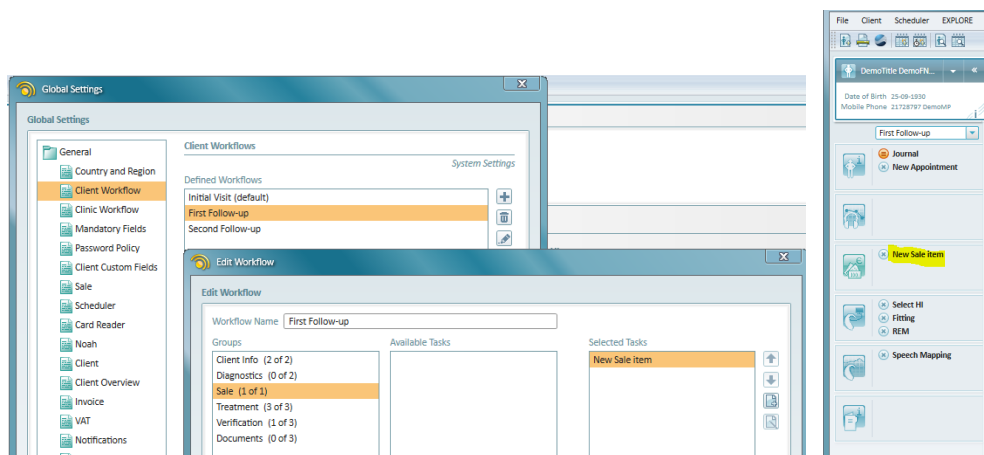 File Client Scheduler EXPLORE
DemoTitle DemoFN...
Date of Birth 25-09-1930
Mobile Phone 21728797 DemoMP
First Follow-up
Journal
New Appointment
New Sale item
Select HI
Fitting
REM
Speech Mapping
Global Settings
Global Settings
General
Country and Region
Client Workflow
Clinic Workflow
Mandatory Fields
Password Policy
Client Custom Fields
Sale
Scheduler
Card Reader
Noah
Client
Client Overview
Invoice
VAT
Notifications
Client Workflows
System Settings
Defined Workflows
Initial Visit (default)
First Follow-up
Second Follow-up
Edit Workflow
Edit Workflow
Workflow Name First Follow-up
Groups Available Tasks Selected Tasks
Client Info (2 of 2)
Diagnostics (0 of 2)
Sale (1 of 1)
Treatment (3 of 3)
Verification (1 of 3)
Documents (0 of 3)
New Sale item